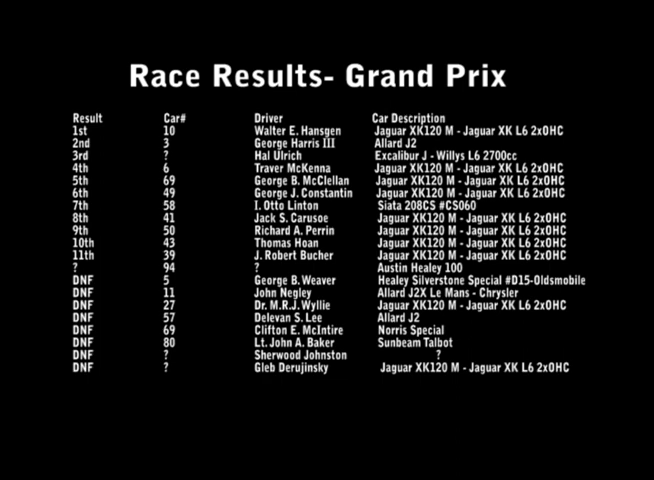 Race Results- Grand Prix
Result Car# Driver Car Description
1st 10 Walter E. Hansgen Jaguar XK120 M - Jaguar XK L6 2xOHC
2nd 3 George Harris III Allard J2
3rd ? Hal Ulrich Excalibur J - Willys L6 2700cc
4th 6 Traver McKenna Jaguar XK120 M - Jaguar XK L6 2xOHC
5th 69 George B. McClellan Jaguar XK120 M - Jaguar XK L6 2xOHC
6th 49 George J. Constantin Jaguar XK120 M - Jaguar XK L6 2xOHC
7th 58 I. Otto Linton Siata 208CS #CS060
8th 41 Jack S. Carusoe Jaguar XK120 M - Jaguar XK L6 2xOHC
9th 50 Richard A. Perrin Jaguar XK120 M - Jaguar XK L6 2xOHC
10th 43 Thomas Hoan Jaguar XK120 M - Jaguar XK L6 2xOHC
11th 39 J. Robert Bucher Jaguar XK120 M - Jaguar XK L6 2xOHC
? 94 ? Austin Healey 100
DNF 5 George B. Weaver Healey Silverstone Special #D15-Oldsmobile
DNF 11 John Negley Allard J2X Le Mans - Chrysler
DNF 27 Dr. M.R.J. Wyllie Jaguar XK120 M - Jaguar XK L6 2xOHC
DNF 57 Delevan S. Lee Allard J2
DNF 69 Clifton E. McIntire Norris Special
DNF 80 Lt. John A. Baker Sunbeam Talbot
DNF ? Sherwood Johnston ?
DNF ? Gleb Derujinsky Jaguar XK120 M - Jaguar XK L6 2xOHC